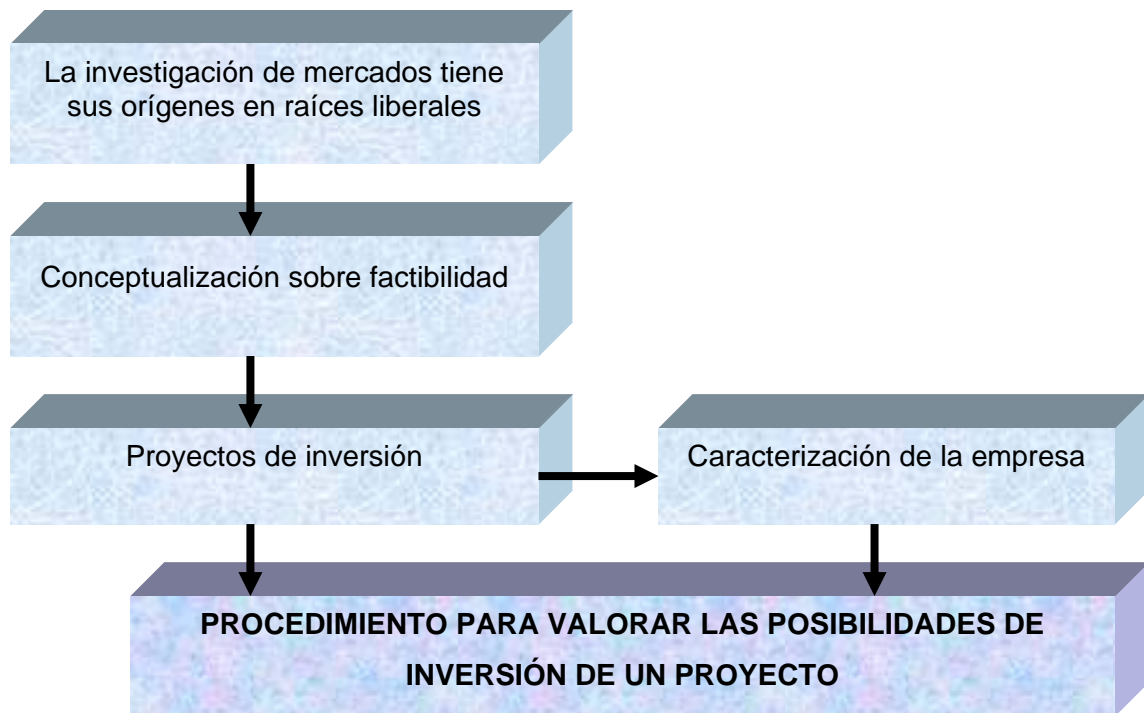 La investigación de mercados tiene
sus orígenes en raíces liberales
Conceptualización sobre factibilidad
Proyectos de inversión
Caracterización de la empresa
PROCEDIMIENTO PARA VALORAR LAS POSIBILIDADES DE
INVERSIÓN DE UN PROYECTO